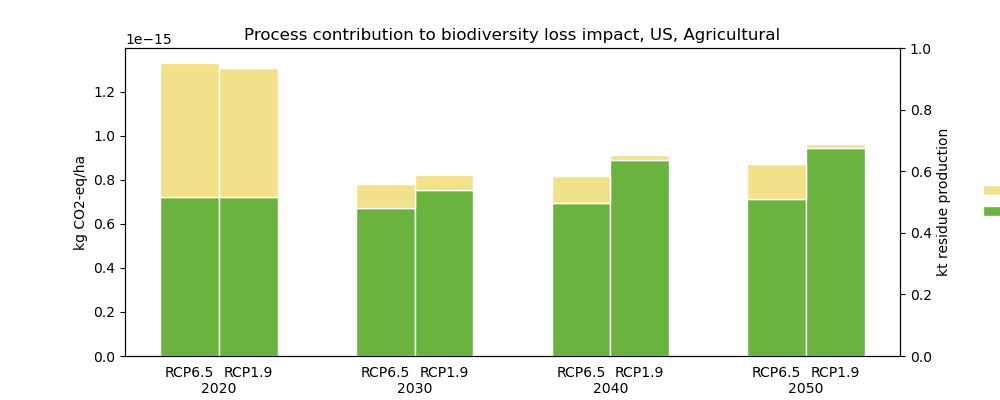 Process contribution to biodiversity loss impact, US, Agricultural
1e−15
kg CO2-eq/ha
1.2
1.0
0.8
0.6
0.4
0.2
0.0
1.0
0.8
0.6
0.4
0.2
0.0
kt residue production
RCP6.5 RCP1.9 RCP6.5 RCP1.9 RCP6.5 RCP1.9 RCP6.5 RCP1.9
2020 2030 2040 2050